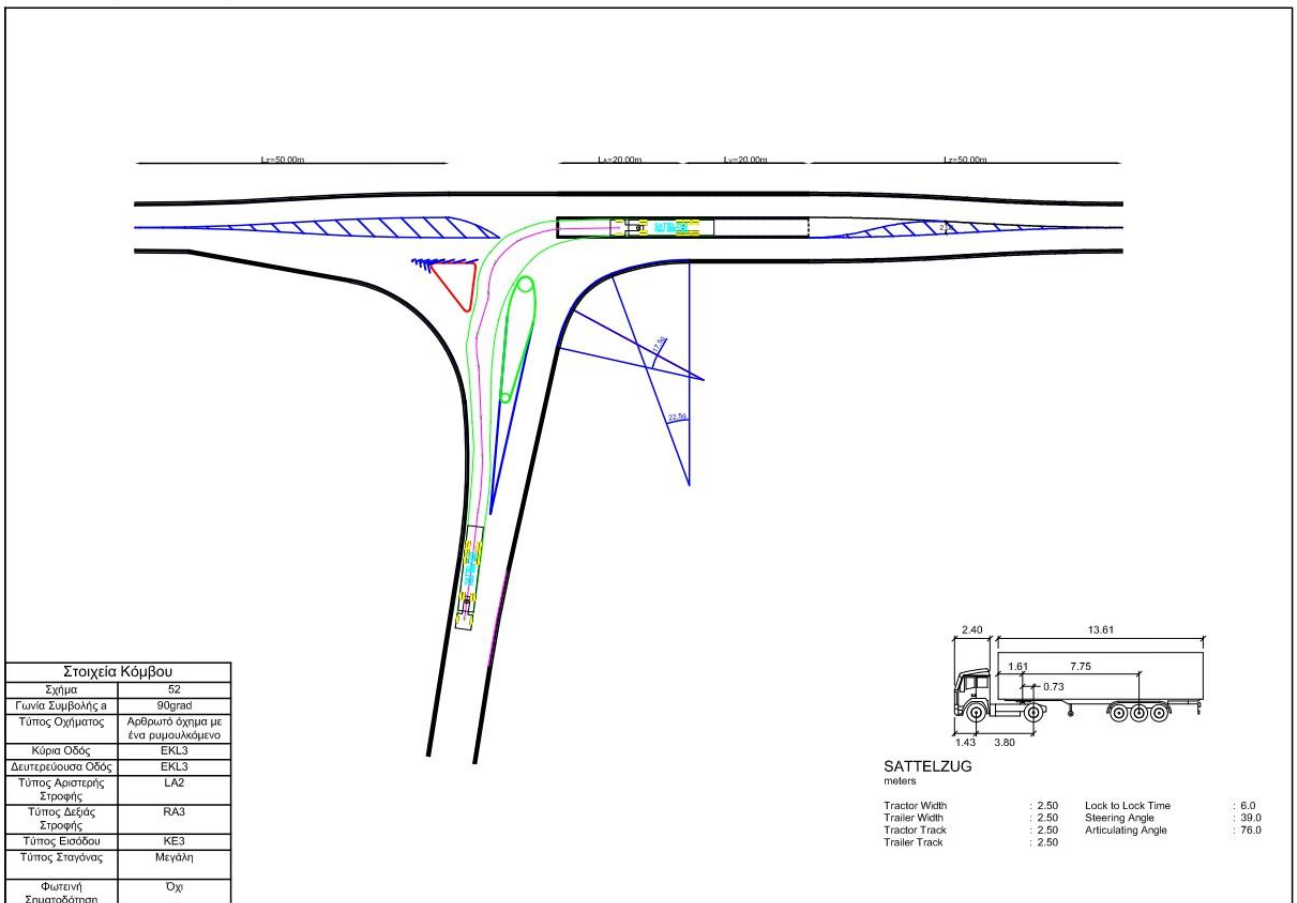 Lz=50.00m
LA=20.00m
Lv=20.00m
Lz=50.00m
17.5g
22.5g
Στοιχεία Κόμβου
Σχήμα 52
Γωνία Συμβολής a 90grad
Τύπος Οχήματος Αρθρωτό όχημα με
ένα ρυμουλκόμενο
Κύρια Οδός EKL3
Δευτερεύουσα Οδός EKL3
Τύπος Αριστερής LA2
Στροφής
Τύπος Δεξιάς RA3
Στροφής
Τύπος Εισόδου KE3
Τύπος Σταγόνας Μεγάλη
Φωτεινή Όχι
Σηματοδότηση
2.40 13.61
1.61 7.75
0.73
1.43 3.80
SATTELZUG
meters
Tractor Width : 2.50 Lock to Lock Time : 6.0
Trailer Width : 2.50 Steering Angle : 39.0
Tractor Track : 2.50 Articulating Angle : 76.0
Trailer Track : 2.50